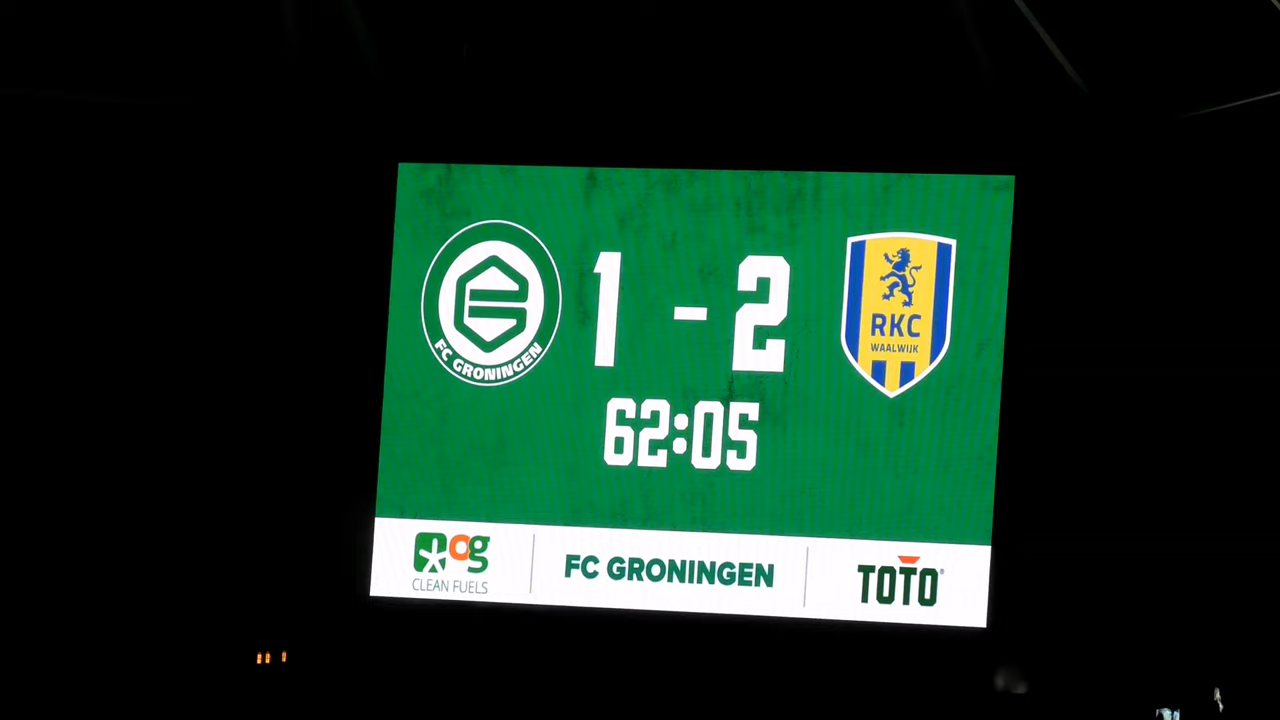 FC GRONINGEN
1 - 2
RKC
WAALWIJK
62:05
og
CLEAN FUELS
FC GRONINGEN
TOTO®